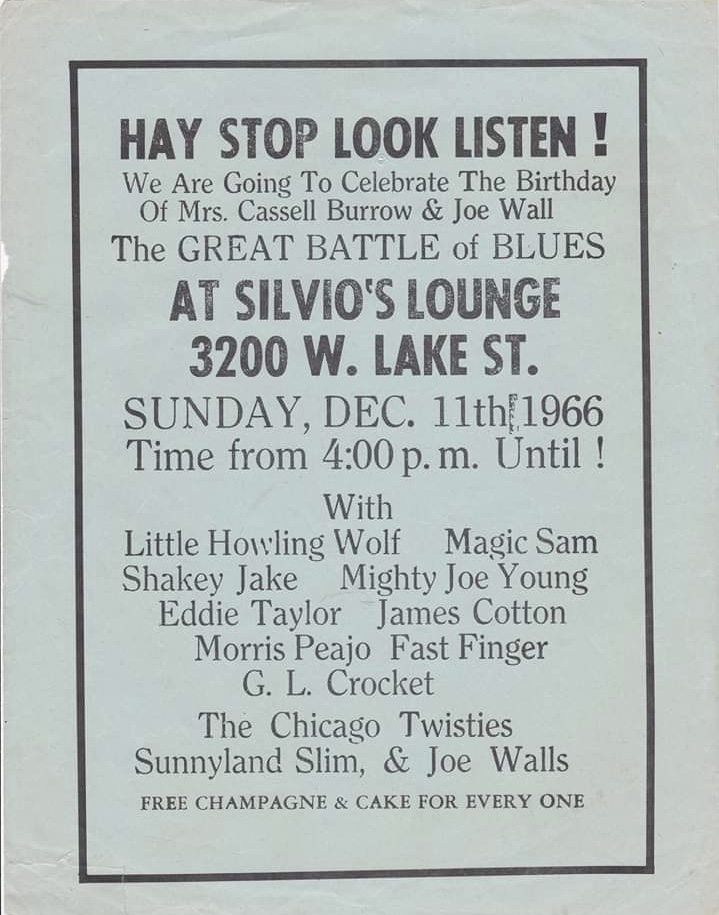 HAY STOP LOOK LISTEN !
We Are Going To Celebrate The Birthday
Of Mrs. Cassell Burrow & Joe Wall
The GREAT BATTLE of BLUES
AT SILVIO'S LOUNGE
3200 W. LAKE ST.
SUNDAY, DEC. 11th, 1966
Time from 4:00 p. m. Until !
With
Little Howling Wolf Magic Sam
Shakey Jake Mighty Joe Young
Eddie Taylor James Cotton
Morris Peajo Fast Finger
G. L. Crocket
The Chicago Twisties
Sunnyland Slim, & Joe Walls
FREE CHAMPAGNE & CAKE FOR EVERY ONE